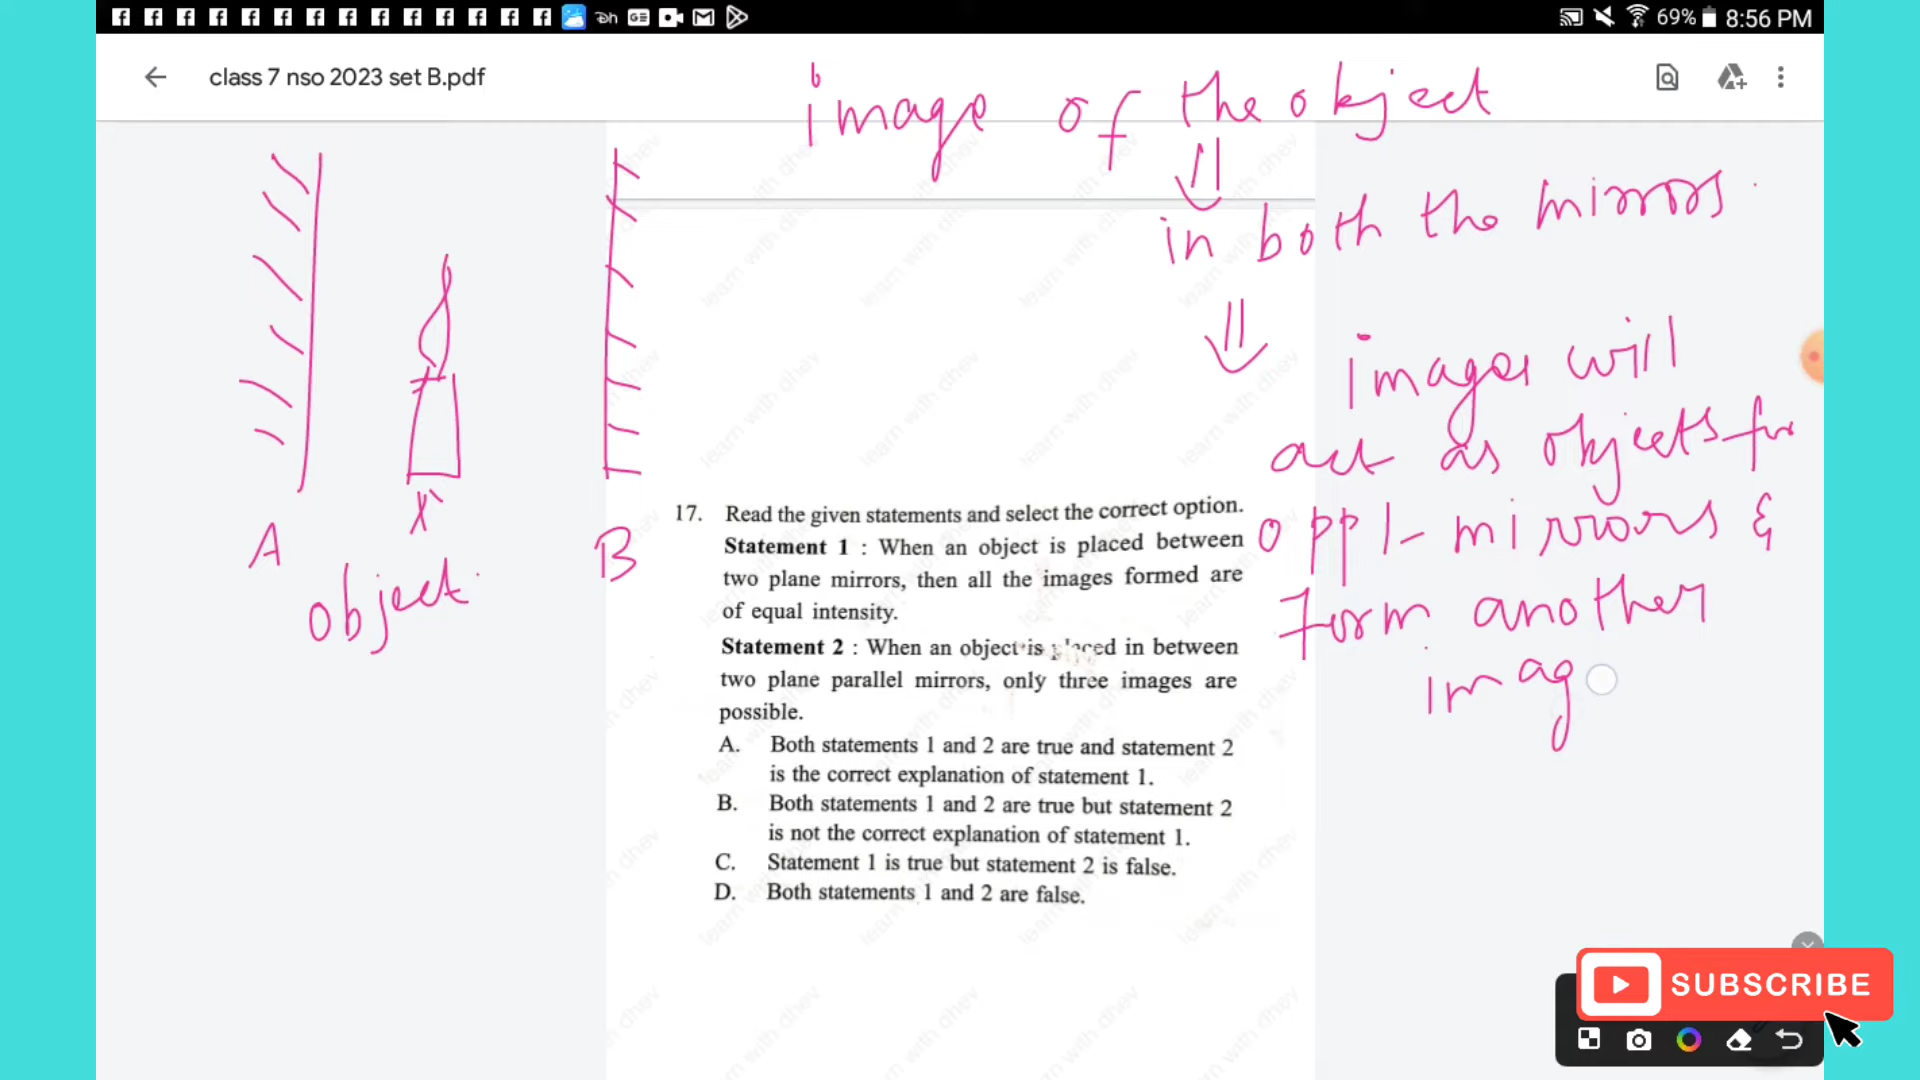 69% 8:56 PM
class 7 nso 2023 set B.pdf
image of the object
in both the mirrors.
images will
act as objects for
opp- mirrors &
form another
imag
A
X
B
object.
17. Read the given statements and select the correct option.
Statement 1 : When an object is placed between
two plane mirrors, then all the images formed are
of equal intensity.
Statement 2 : When an object is placed in between
two plane parallel mirrors, only three images are
possible.
A. Both statements 1 and 2 are true and statement 2
is the correct explanation of statement 1.
B. Both statements 1 and 2 are true but statement 2
is not the correct explanation of statement 1.
C. Statement 1 is true but statement 2 is false.
D. Both statements 1 and 2 are false.
learn with dhev
SUBSCRIBE